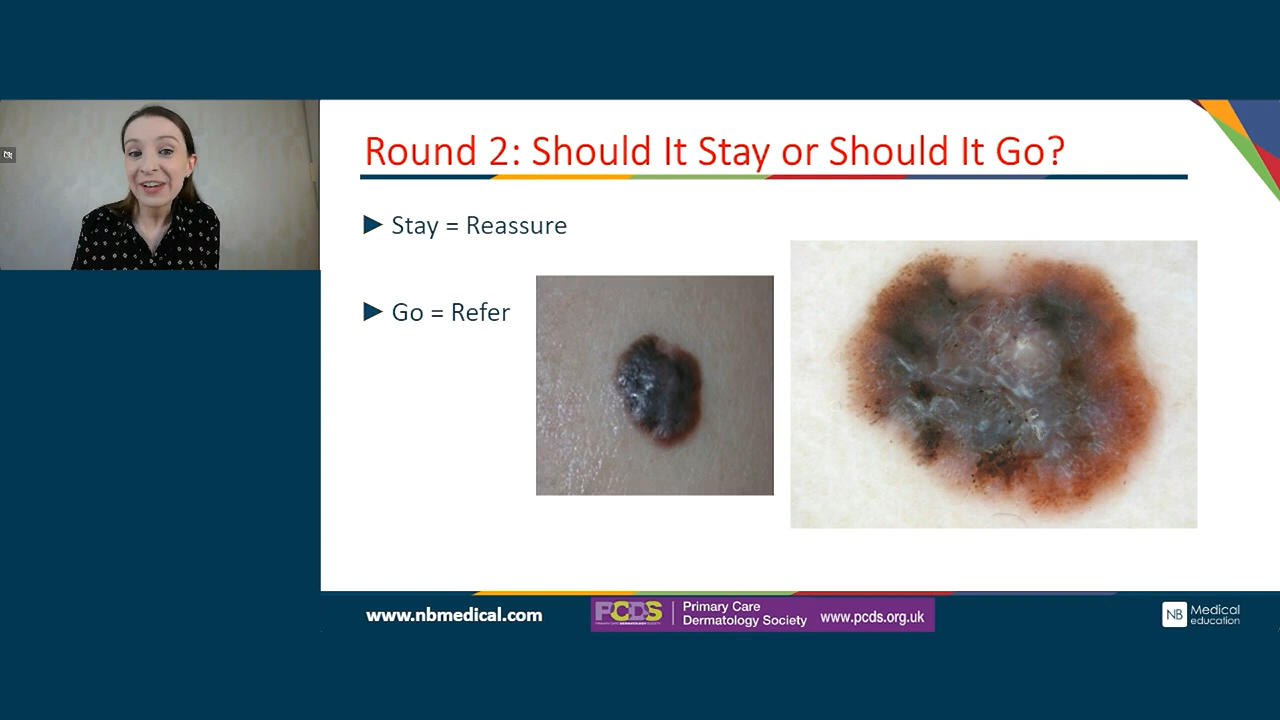 Round 2: Should It Stay or Should It Go?
Stay = Reassure
Go = Refer
www.nbmedical.com
PCDS
Primary Care
Dermatology Society
www.pcds.org.uk
NB
Medical
education